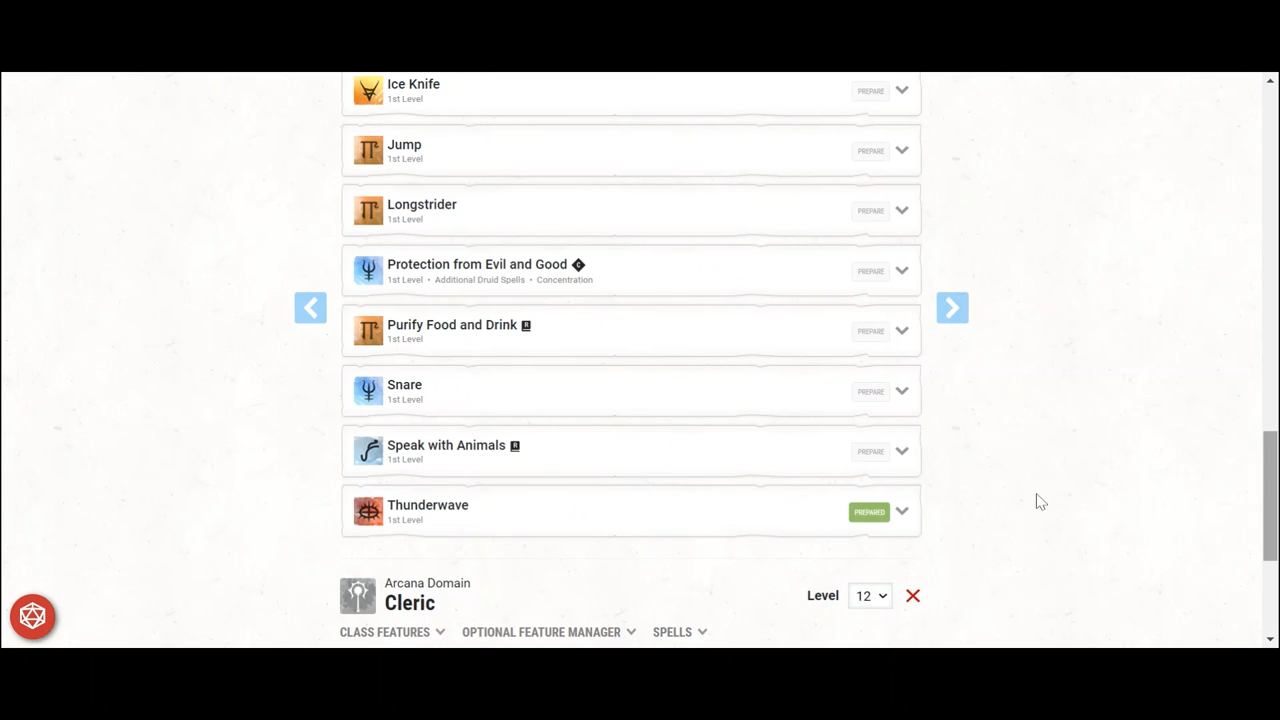 Ice Knife
1st Level
PREPARE
Jump
1st Level
PREPARE
Longstrider
1st Level
PREPARE
Protection from Evil and Good
1st Level • Additional Druid Spells • Concentration
PREPARE
Purify Food and Drink
1st Level
PREPARE
Snare
1st Level
PREPARE
Speak with Animals
1st Level
PREPARE
Thunderwave
1st Level
PREPARED
Arcana Domain
Cleric
Level 12
CLASS FEATURES OPTIONAL FEATURE MANAGER SPELLS